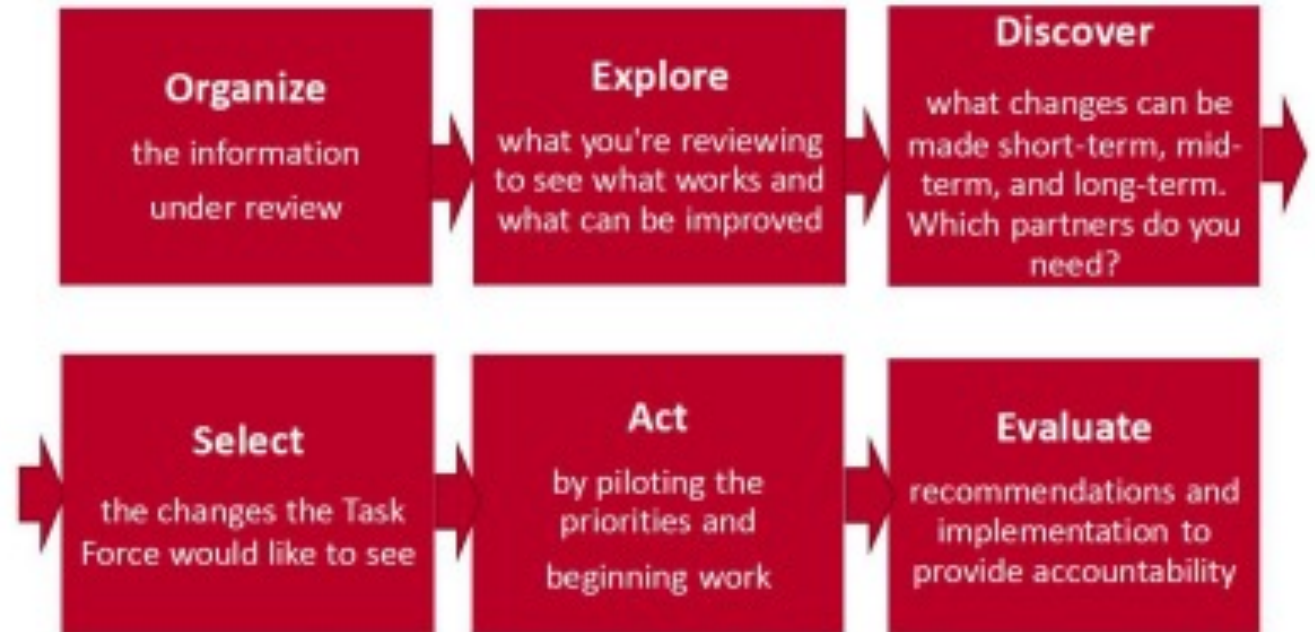 Organize
the information
under review
Explore
what you're reviewing
to see what works and
what can be improved
Discover
what changes can be
made short-term, mid-
term, and long-term.
Which partners do you
need?
Select
the changes the Task
Force would like to see
Act
by piloting the
priorities and
beginning work
Evaluate
recommendations and
implementation to
provide accountability